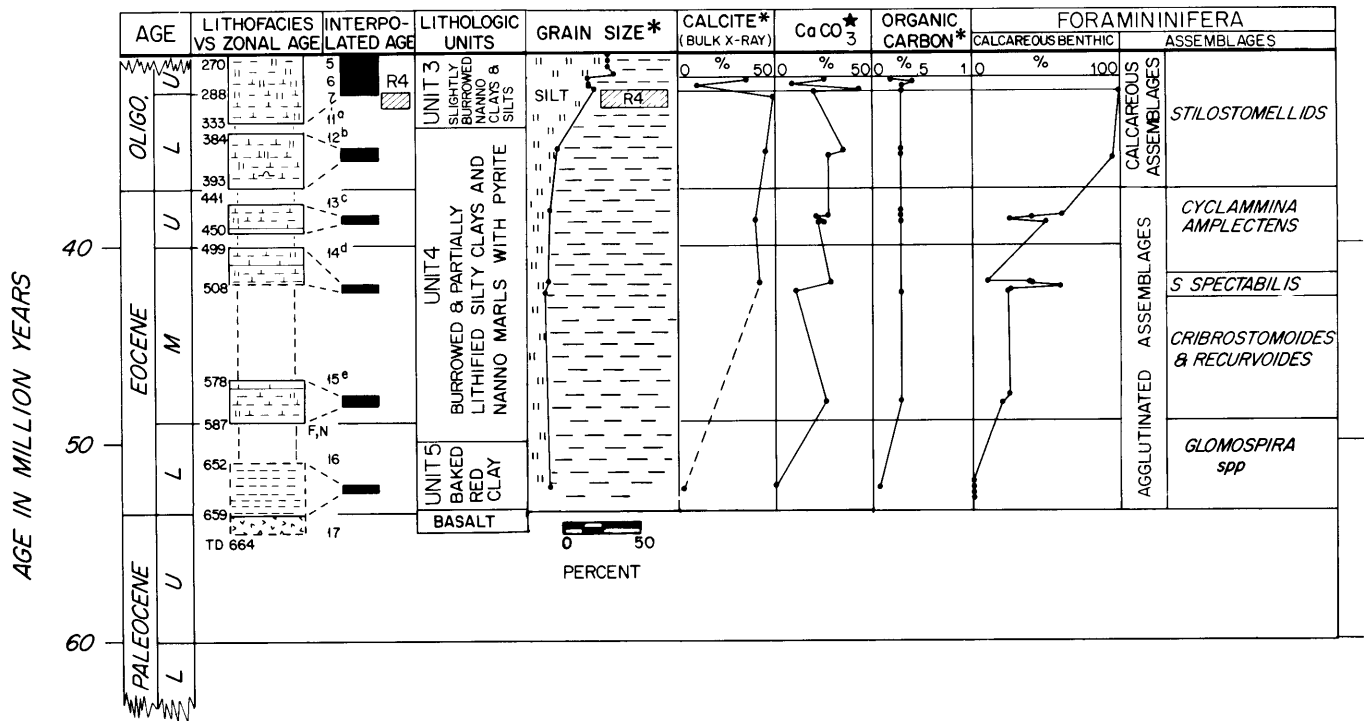 AGE
LITHOFACIES
VS ZONAL AGE
INTERPO-
LATED AGE
LITHOLOGIC
UNITS
GRAIN SIZE*
CALCITE*
(BULK X-RAY)
CaCO3★
ORGANIC
CARBON*
FORAMININIFERA
CALCAREOUS BENTHIC
ASSEMBLAGES
% 50
0
% 50
0
% 1
0 5
0 % 100
OLIGO,
U
L
EOCENE
U
M
L
PALEOCENE
U
L
AGE IN MILLION YEARS
40
50
60
270
288
333
384
393
441
450
499
508
578
587
652
659
TD 664
5
6
7
11a
12b
13c
14d
15e
F,N
16
17
R4
UNIT 3
SLIGHTLY
BURROWED
NANNO
CLAYS &
SILTS
UNIT 4
BURROWED & PARTIALLY
LITHIFIED SILTY CLAYS AND
NANNO MARLS WITH PYRITE
UNIT 5
BAKED
RED
CLAY
BASALT
SILT
R4
0 50
PERCENT
CALCAREOUS
ASSEMBLAGES
AGGLUTINATED ASSEMBLAGES
STILOSTOMELLIDS
CYCLAMMINA
AMPLECTENS
S SPECTABILIS
CRIBROSTOMOIDES
& RECURVOIDES
GLOMOSPIRA
spp